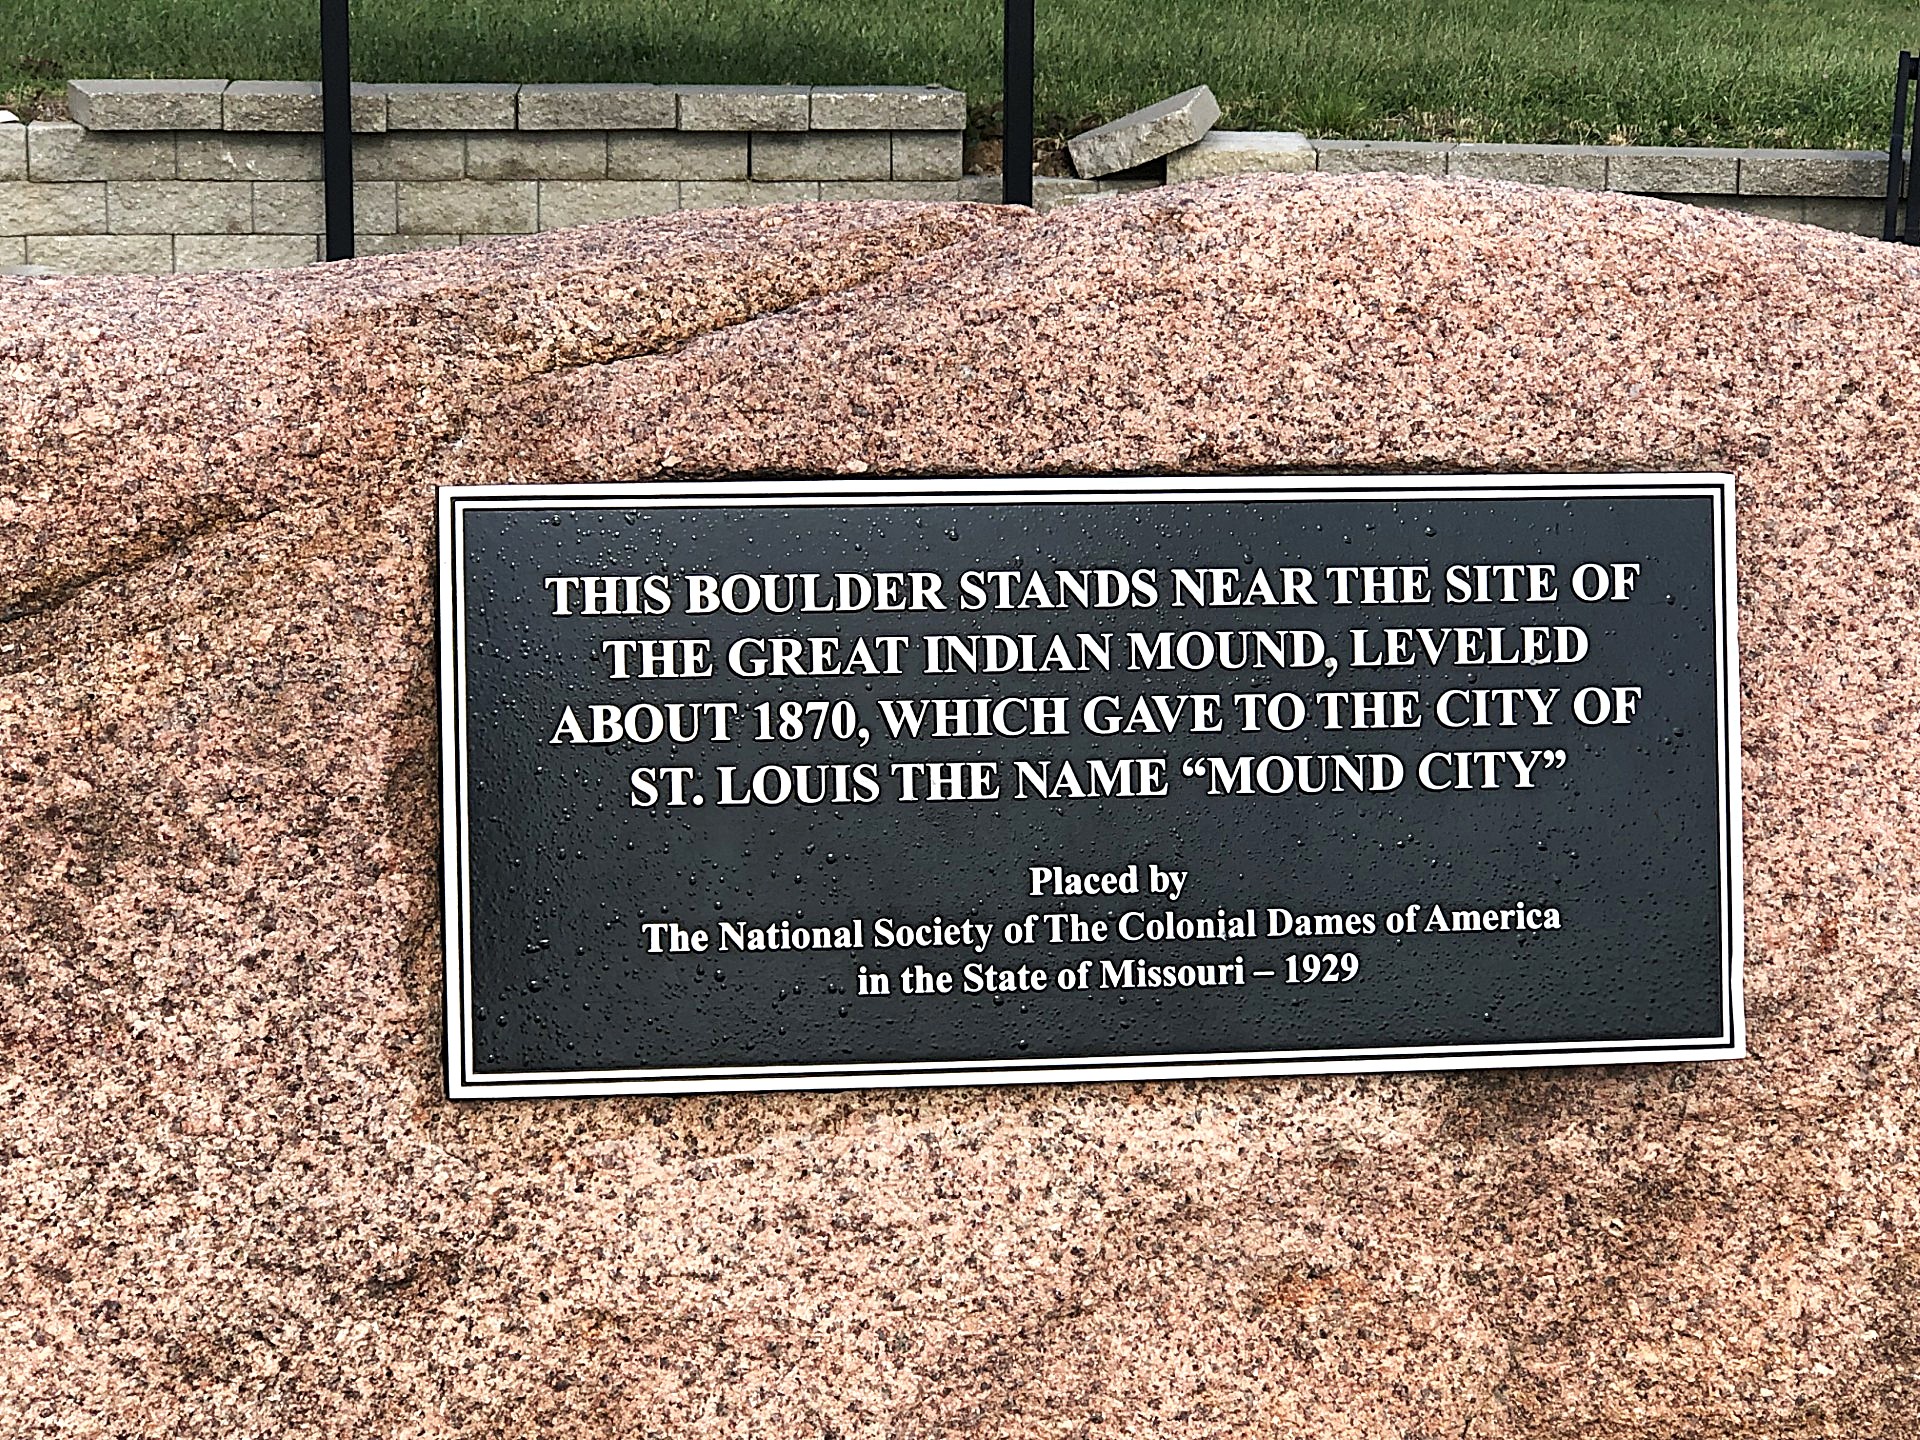 THIS BOULDER STANDS NEAR THE SITE OF
THE GREAT INDIAN MOUND, LEVELED
ABOUT 1870, WHICH GAVE TO THE CITY OF
ST. LOUIS THE NAME “MOUND CITY”
Placed by
The National Society of The Colonial Dames of America
in the State of Missouri – 1929